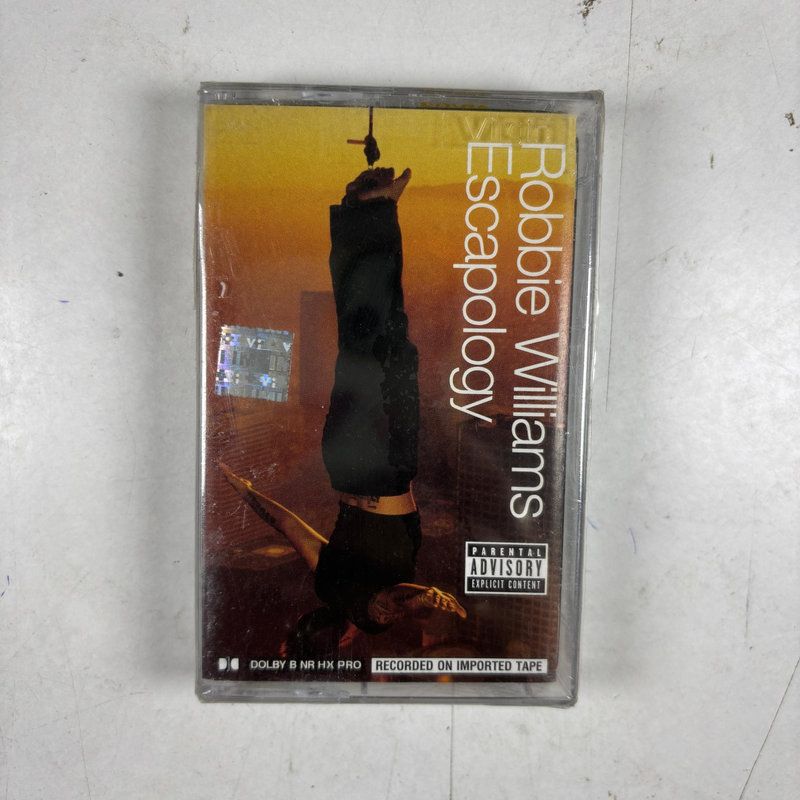 Virgin
Robbie Williams
Escapology
PARENTAL
ADVISORY
EXPLICIT CONTENT
DOLBY B NR HX PRO
RECORDED ON IMPORTED TAPE